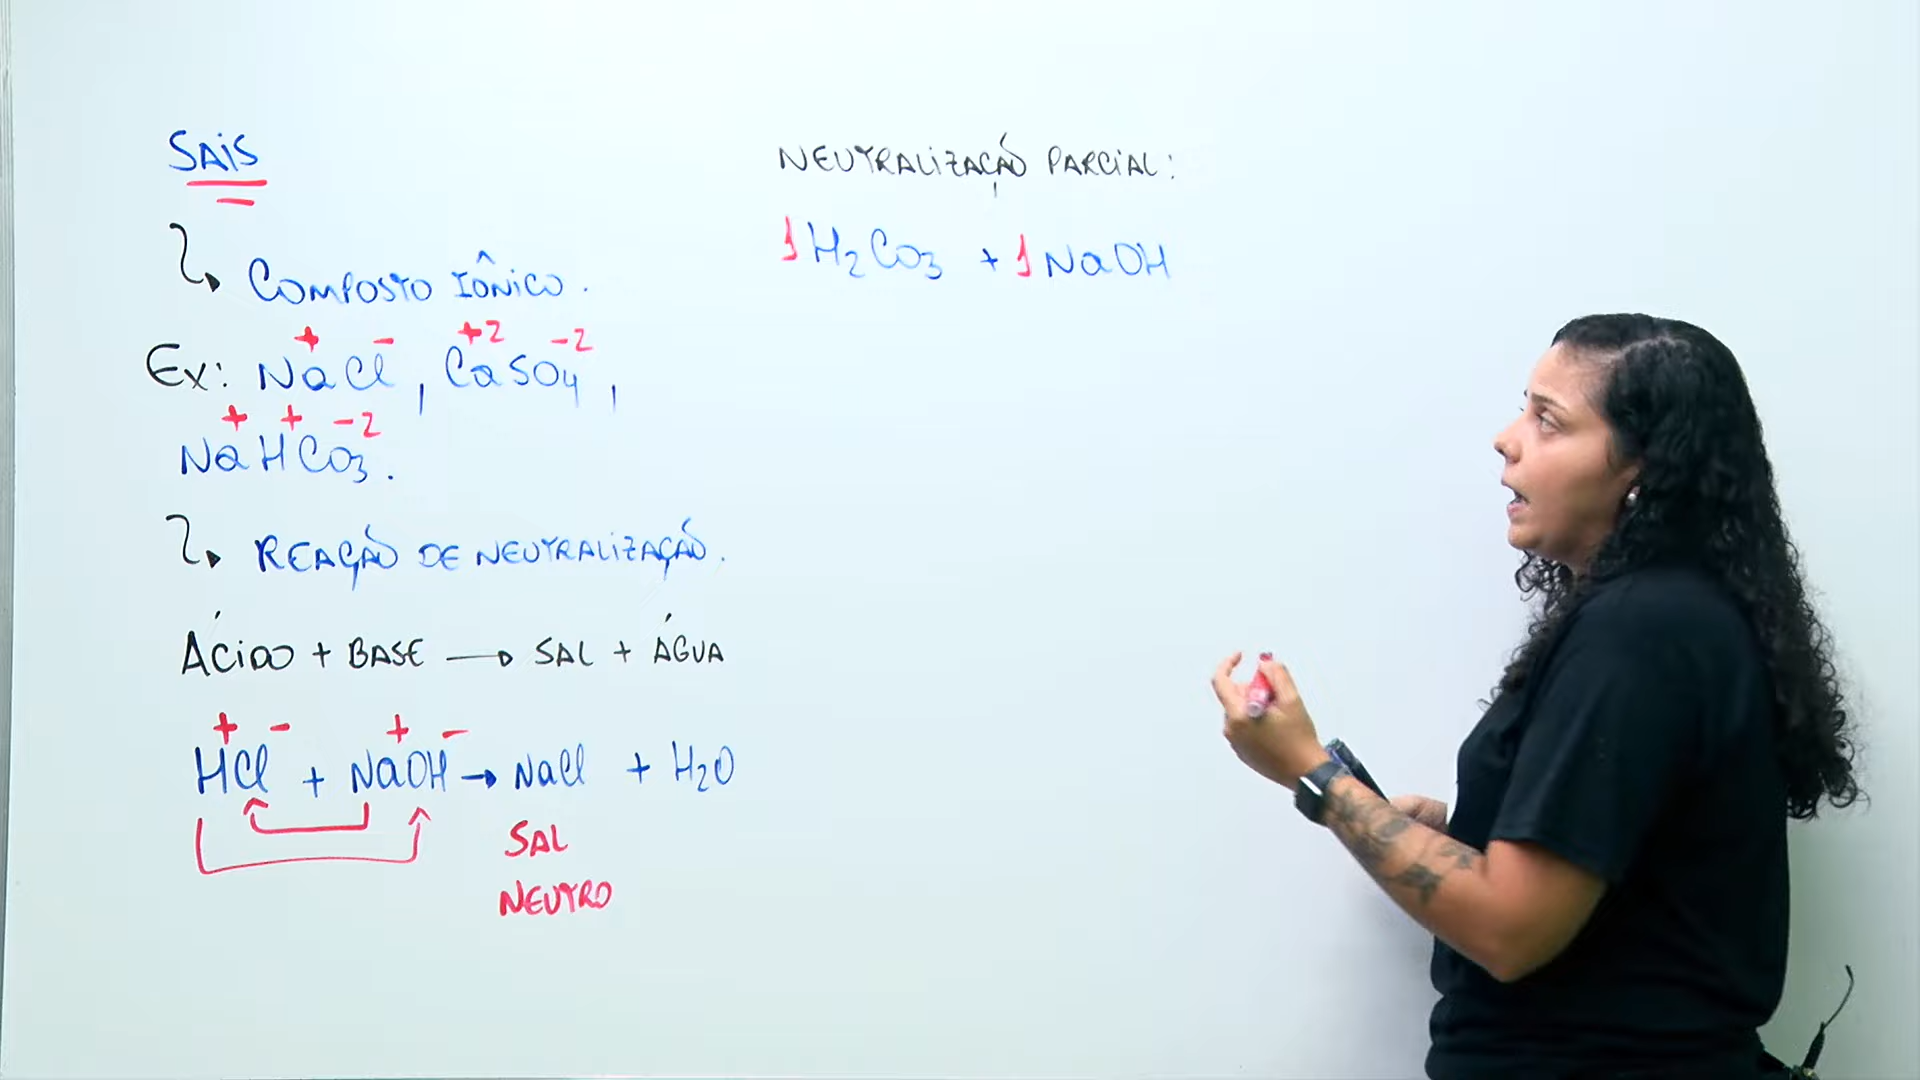 SAIS
COMPOSTO IÔNICO.
+ - +2 -2
Ex: NaCl, CaSO4,
+ + -2
NaHCO3.
REAÇÃO DE NEUTRALIZAÇÃO.
ÁCIDO + BASE → SAL + ÁGUA
+ - + -
HCl + NaOH → NaCl + H2O
SAL
NEUTRO
NEUTRALIZAÇÃO PARCIAL:
1 H2CO3 + 1 NaOH